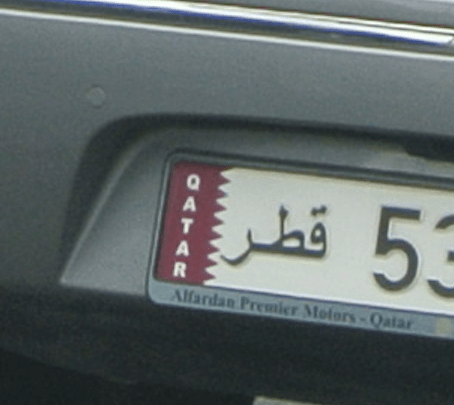 QATAR
قطر 53
Alfardan Premier Motors - Qatar